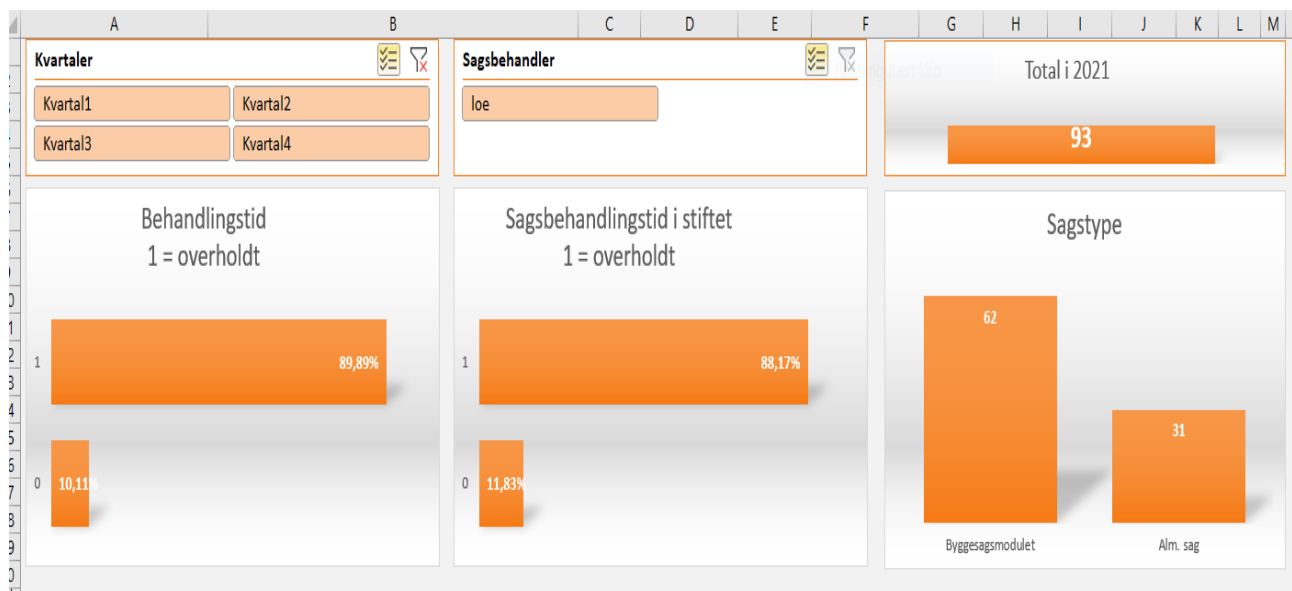 A B C D E F G H I J K L M
Kvartaler
Kvartal1 Kvartal2
Kvartal3 Kvartal4
Sagsbehandler
loe
Total i 2021
93
Behandlingstid
1 = overholdt
1 89,89%
0 10,11%
Sagsbehandlingstid i stiftet
1 = overholdt
1 88,17%
0 11,83%
Sagstype
62
31
Byggesagsmodulet Alm. sag